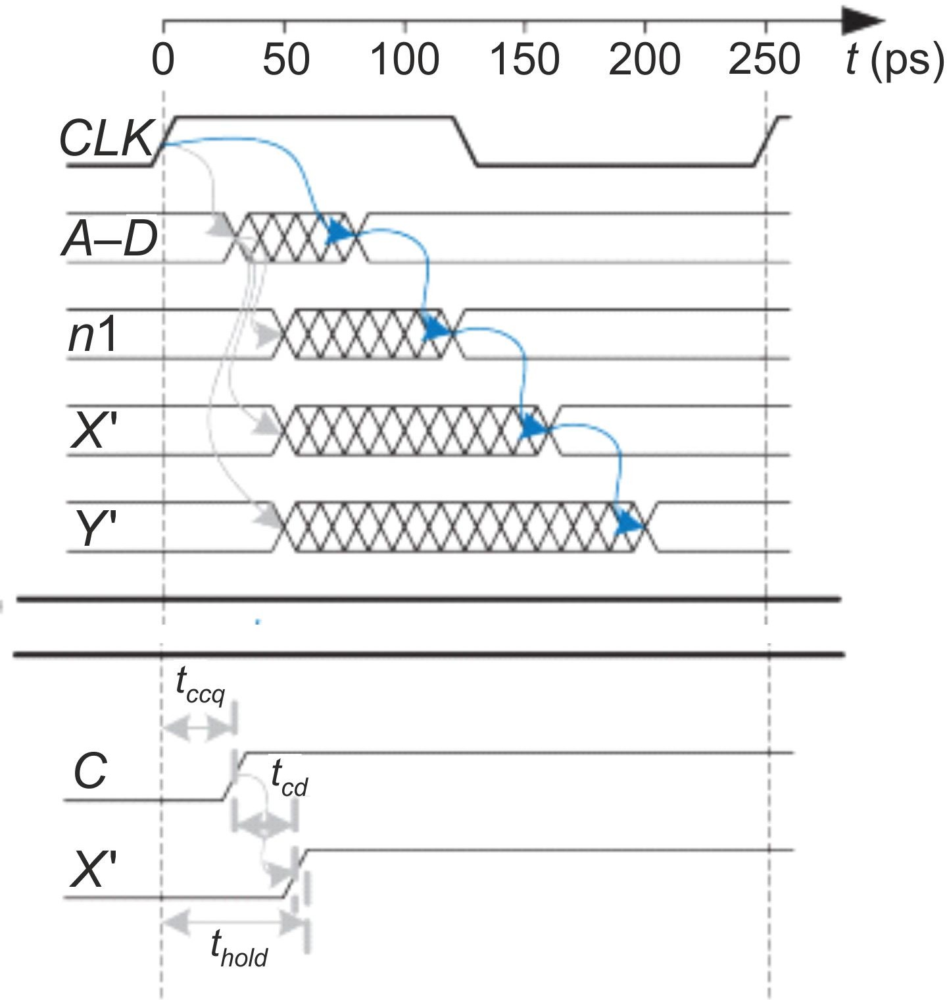 0 50 100 150 200 250 t (ps)
CLK
A–D
n1
X'
Y'
tccq
C
tcd
X'
thold